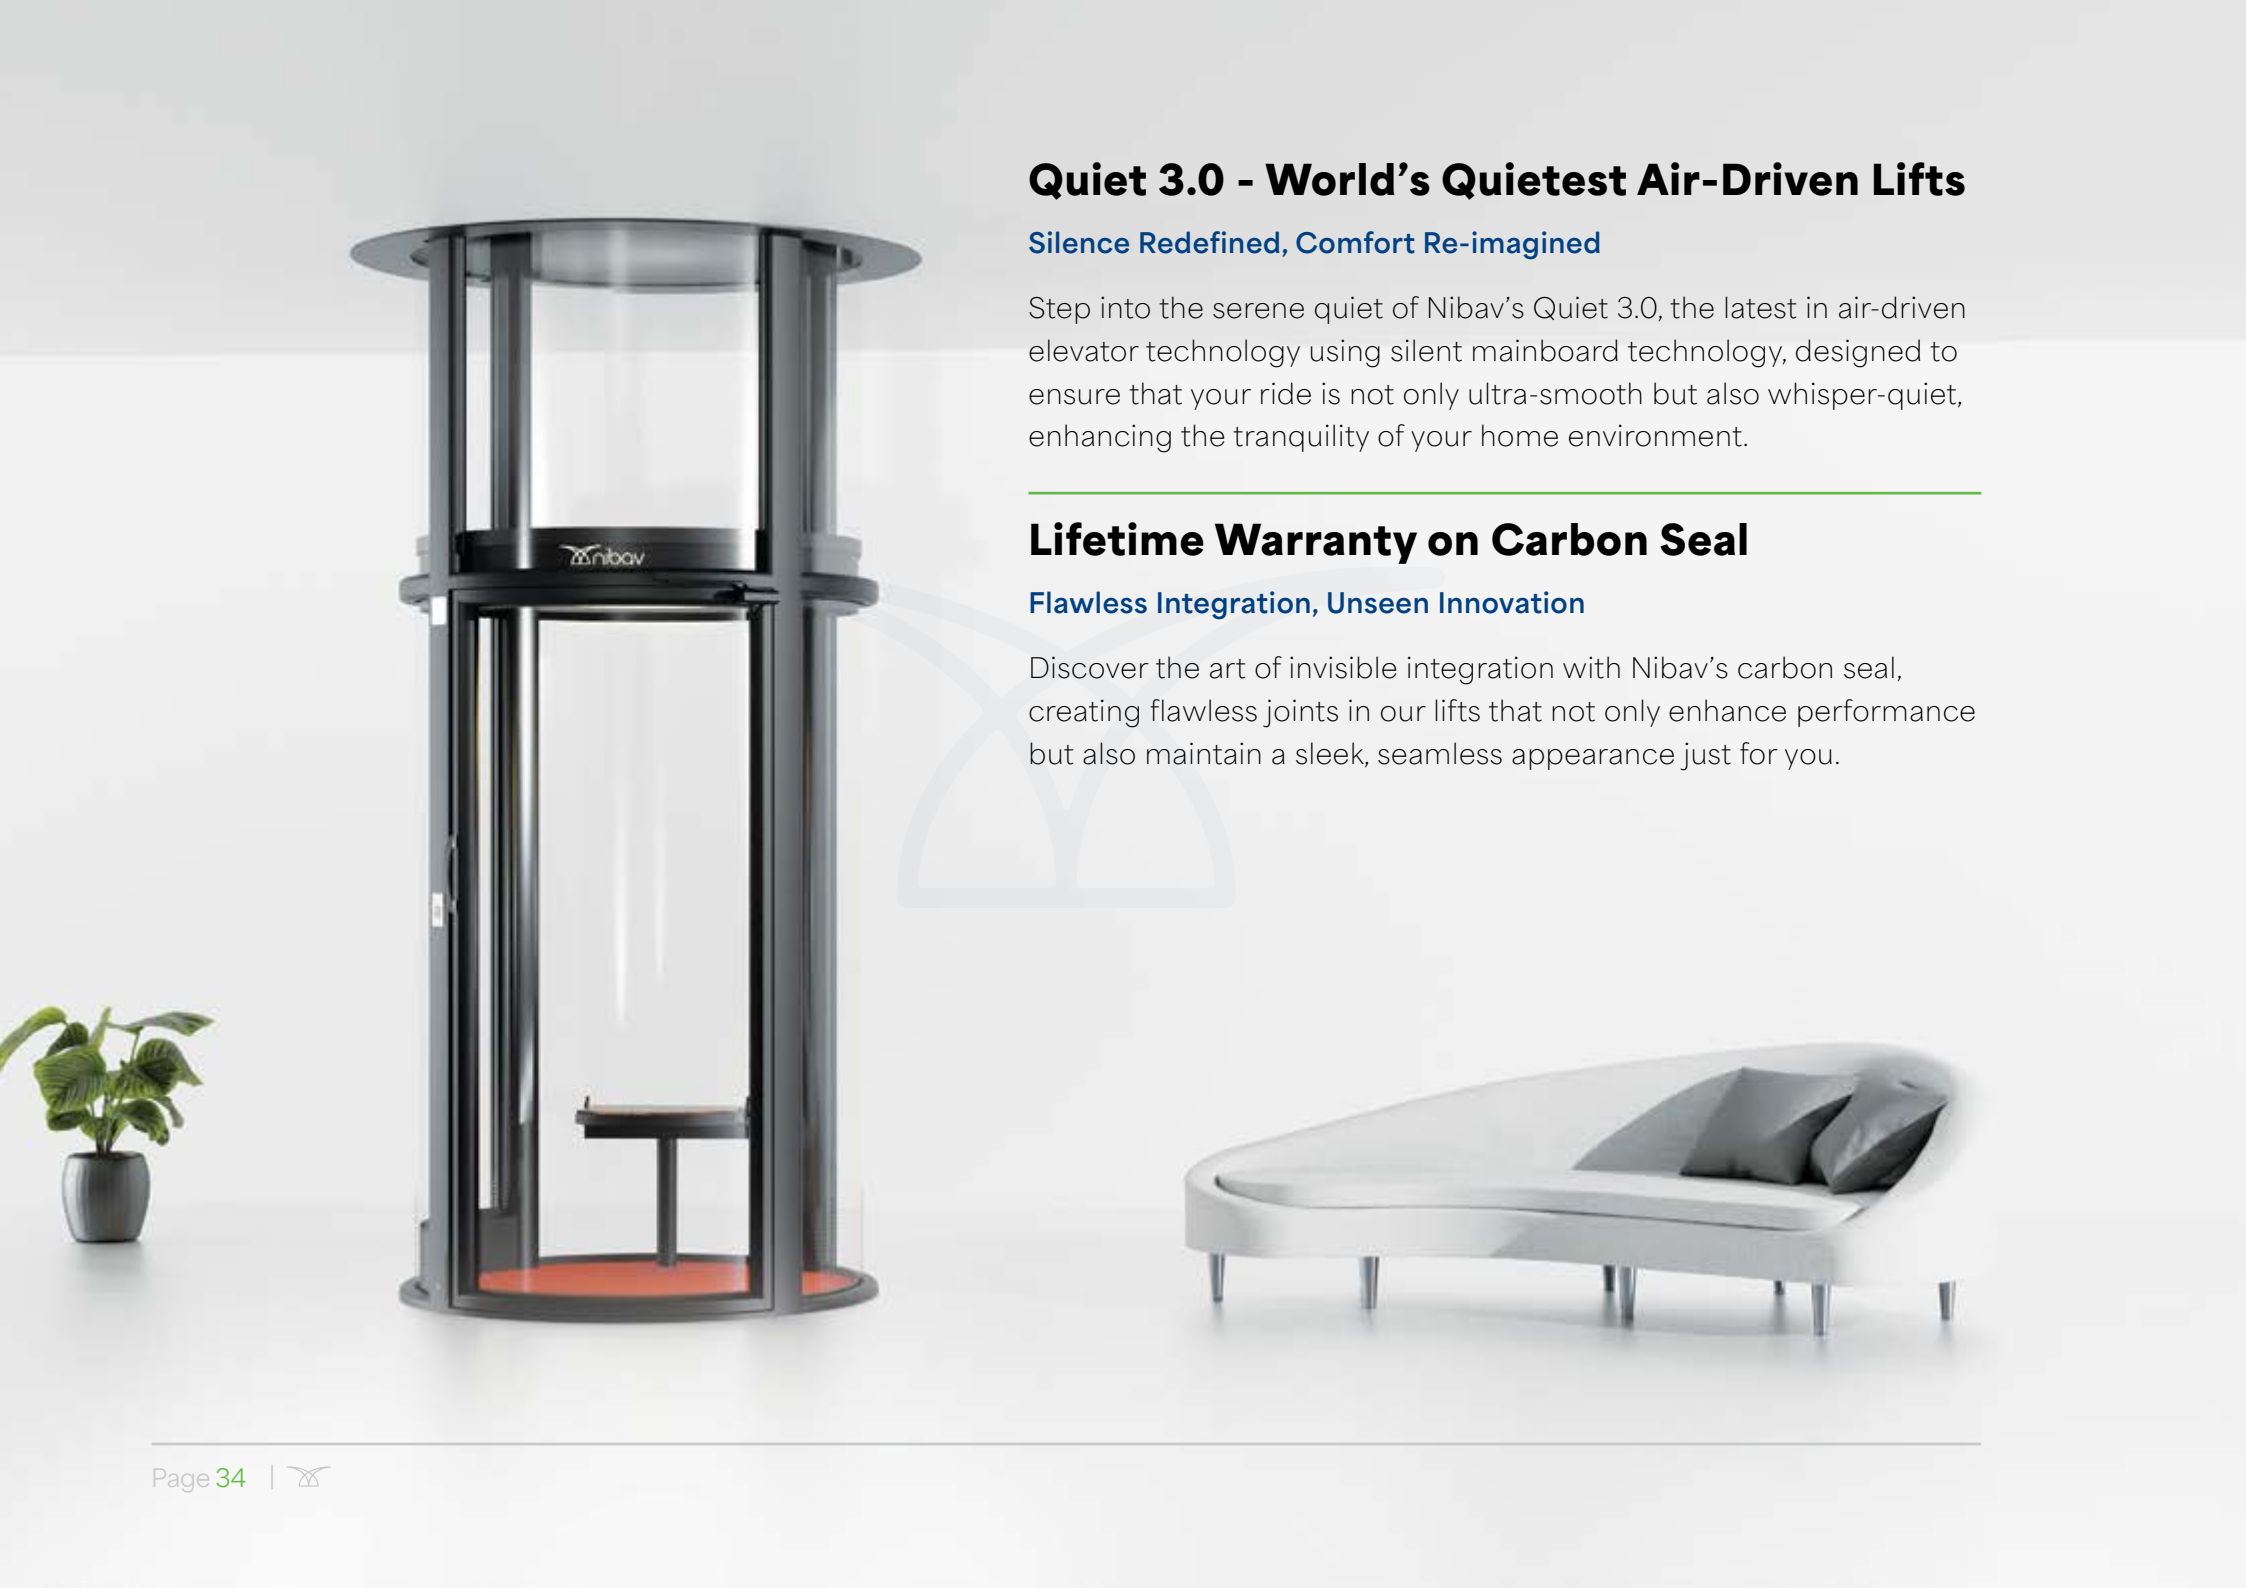 Quiet 3.0 - World's Quietest Air-Driven Lifts
Silence Redefined, Comfort Re-imagined
Step into the serene quiet of Nibav's Quiet 3.0, the latest in air-driven
elevator technology using silent mainboard technology, designed to
ensure that your ride is not only ultra-smooth but also whisper-quiet,
enhancing the tranquility of your home environment.
Lifetime Warranty on Carbon Seal
Flawless Integration, Unseen Innovation
Discover the art of invisible integration with Nibav's carbon seal,
creating flawless joints in our lifts that not only enhance performance
but also maintain a sleek, seamless appearance just for you.
nibav
Page 34 |